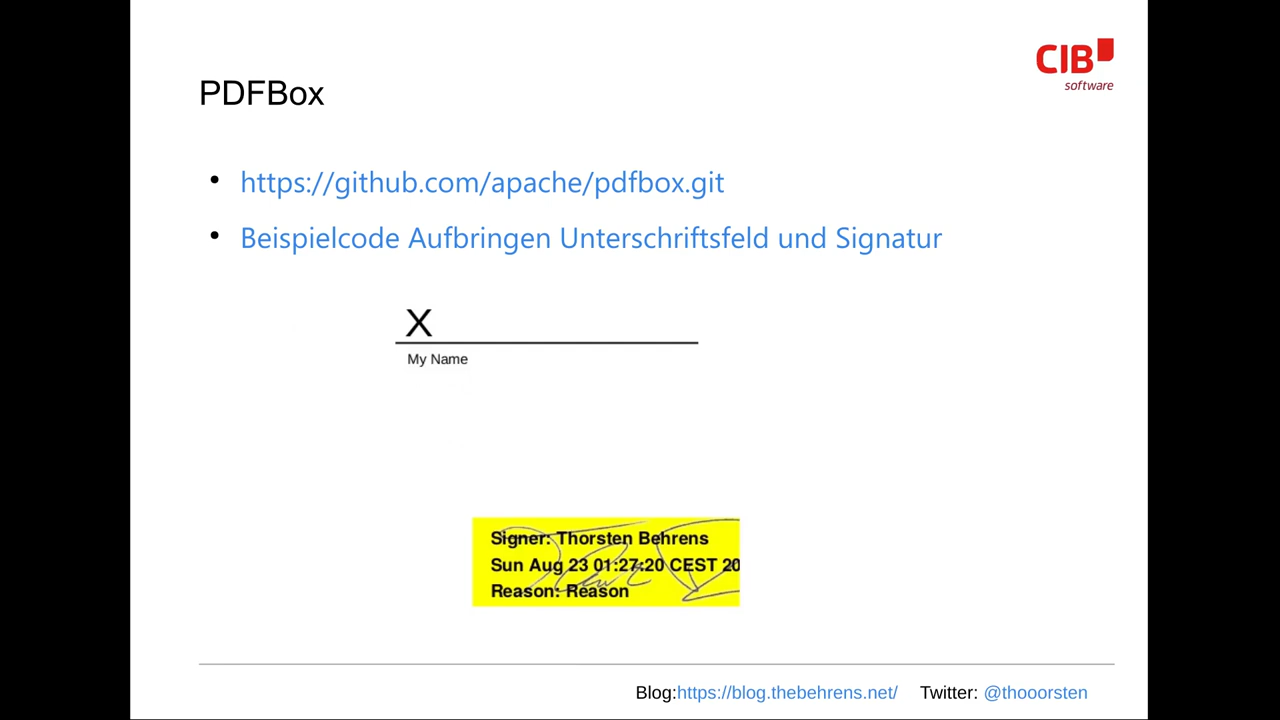 CIB
software
PDFBox
• https://github.com/apache/pdfbox.git
• Beispielcode Aufbringen Unterschriftsfeld und Signatur
X
My Name
Signer: Thorsten Behrens
Sun Aug 23 01:27:20 CEST 20
Reason: Reason
Blog:https://blog.thebehrens.net/ Twitter: @thooorsten